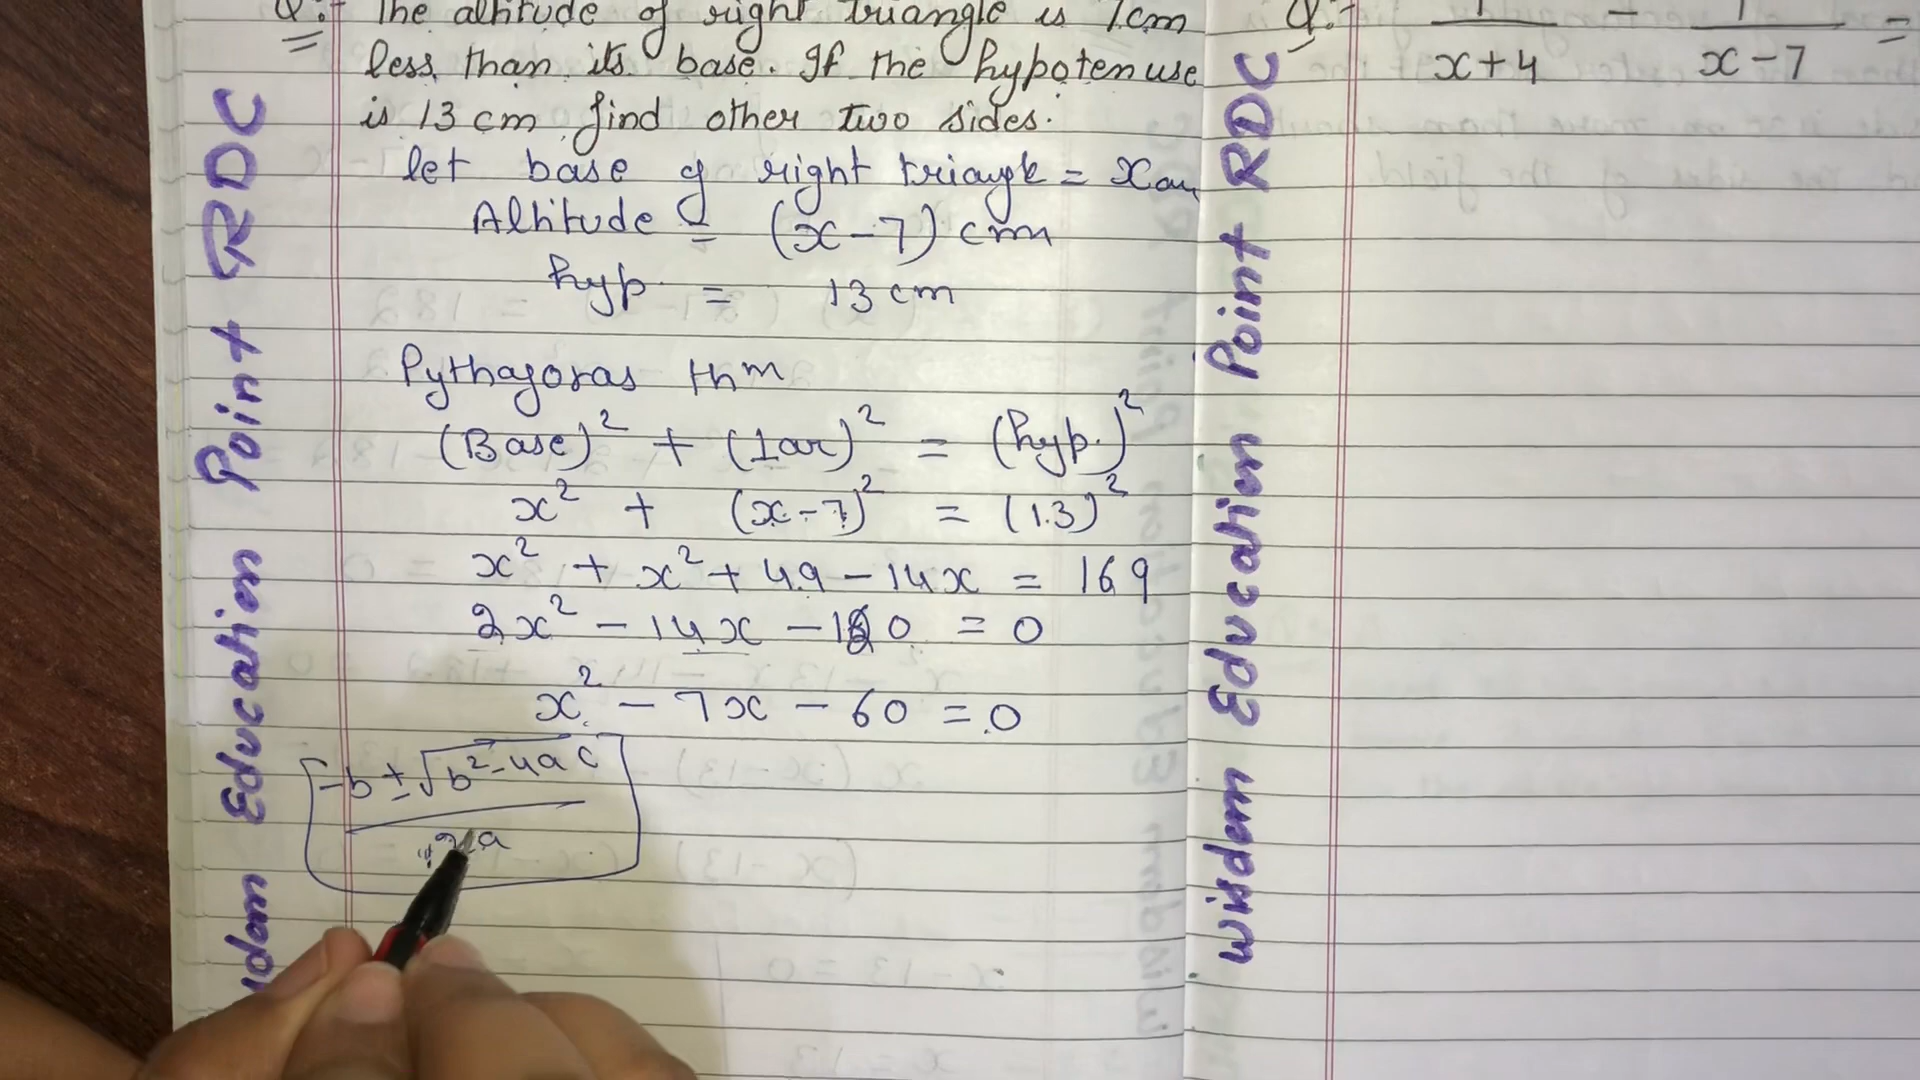 Q:- The altitude of right triangle is 7cm
less than its base. If the hypotenuse
is 13 cm find other two sides.
let base of right triangle = x cm
Altitude = (x-7) cm
hyp. = 13 cm
Pythagoras thm
(Base)² + (Lar)² = (hyp.)²
x² + (x-7)² = (13)²
x² + x² + 49 - 14x = 169
2x² - 14x - 120 = 0
x² - 7x - 60 = 0
-b ± √b²-4ac
2a
Q:- 1/x+4 - 1/x-7 =
Wisdom Education Point RDC
Education Point RDC